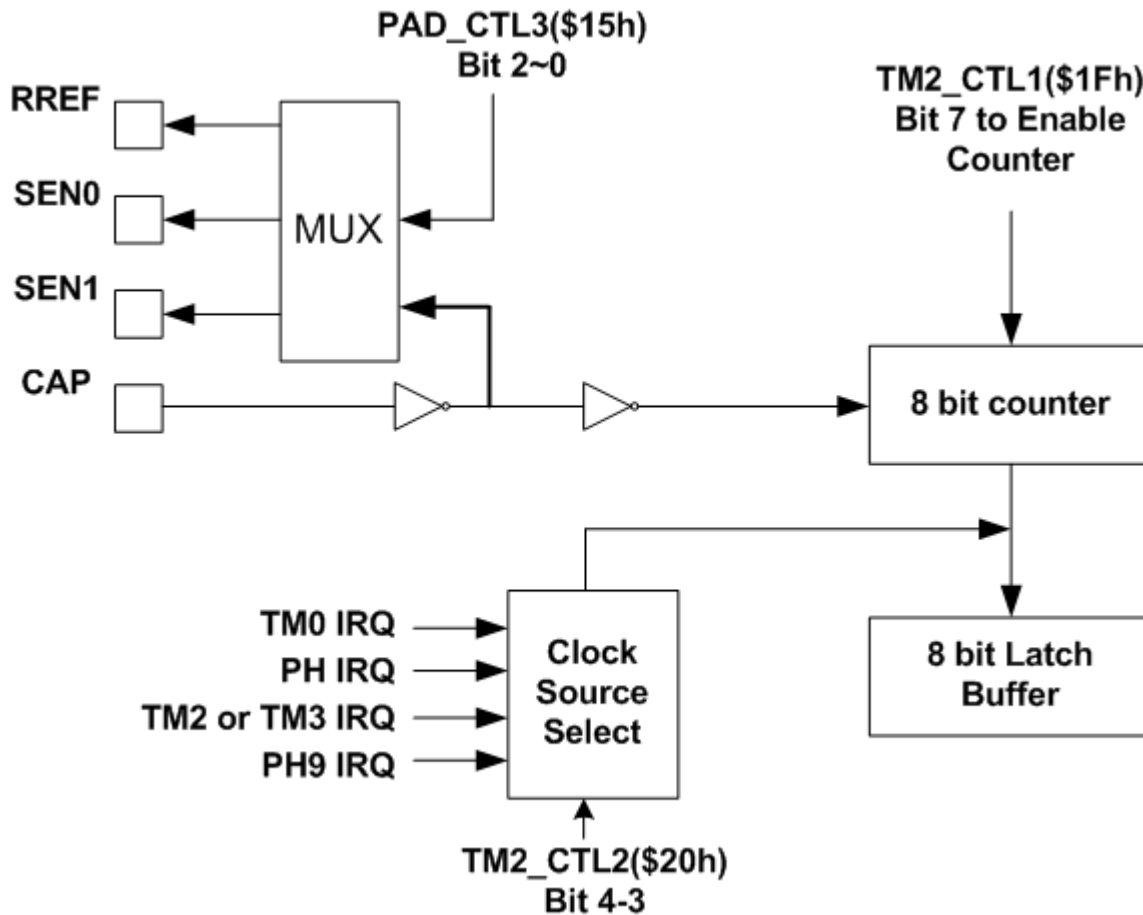 PAD_CTL3($15h)
Bit 2~0
TM2_CTL1($1Fh)
Bit 7 to Enable
Counter
RREF
SEN0
SEN1
CAP
MUX
8 bit counter
TM0 IRQ
PH IRQ
TM2 or TM3 IRQ
PH9 IRQ
Clock
Source
Select
8 bit Latch
Buffer
TM2_CTL2($20h)
Bit 4-3